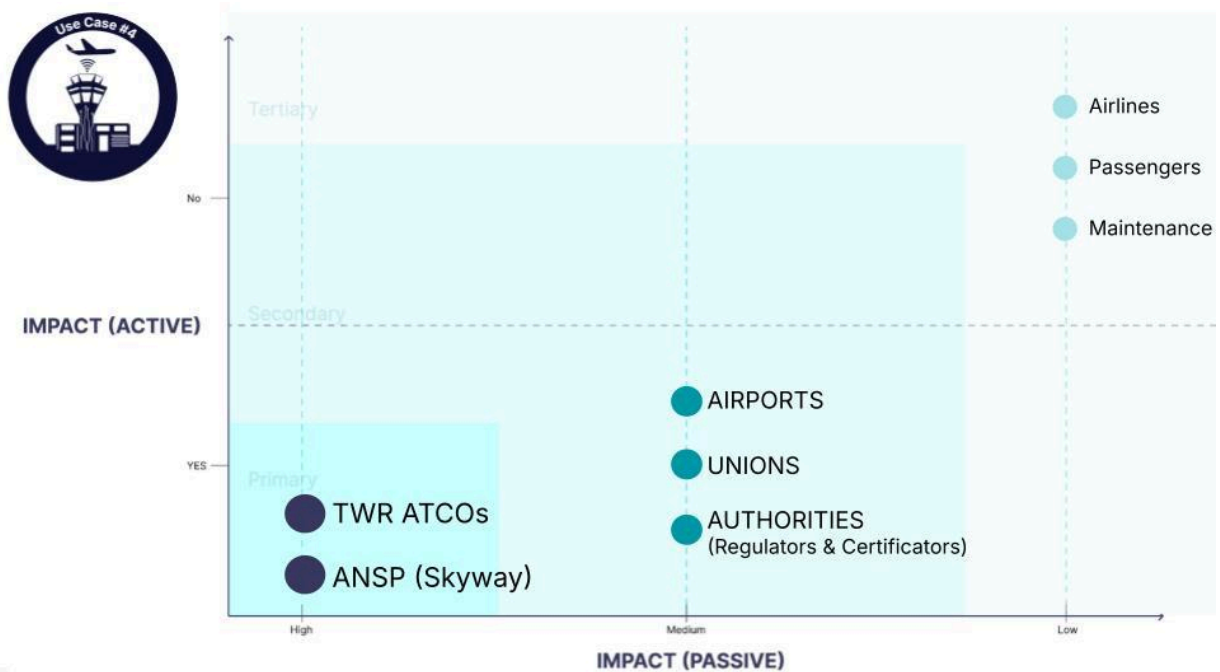 Use Case #4
Tertiary
Airlines
Passengers
No
Maintenance
Secondary
IMPACT (ACTIVE)
AIRPORTS
YES
UNIONS
Primary
TWR ATCOs
AUTHORITIES
(Regulators & Certificators)
ANSP (Skyway)
High
Medium
Low
IMPACT (PASSIVE)